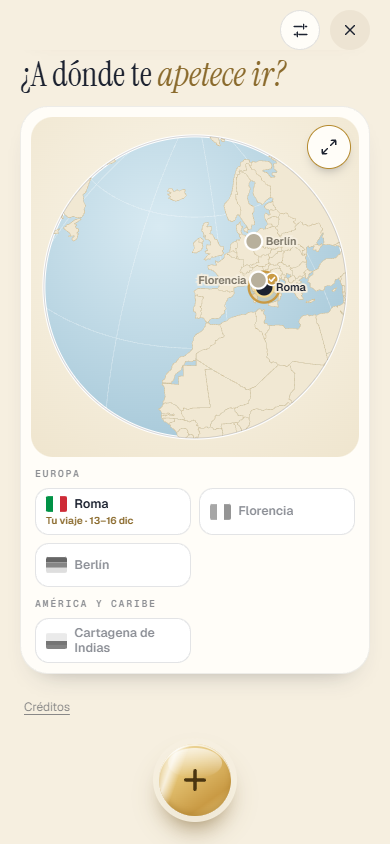 ¿A dónde te apetece ir?
Berlín
Florencia
Roma
EUROPA
Roma
Tu viaje · 13–16 dic
Florencia
Berlín
AMÉRICA Y CARIBE
Cartagena de
Indias
Créditos